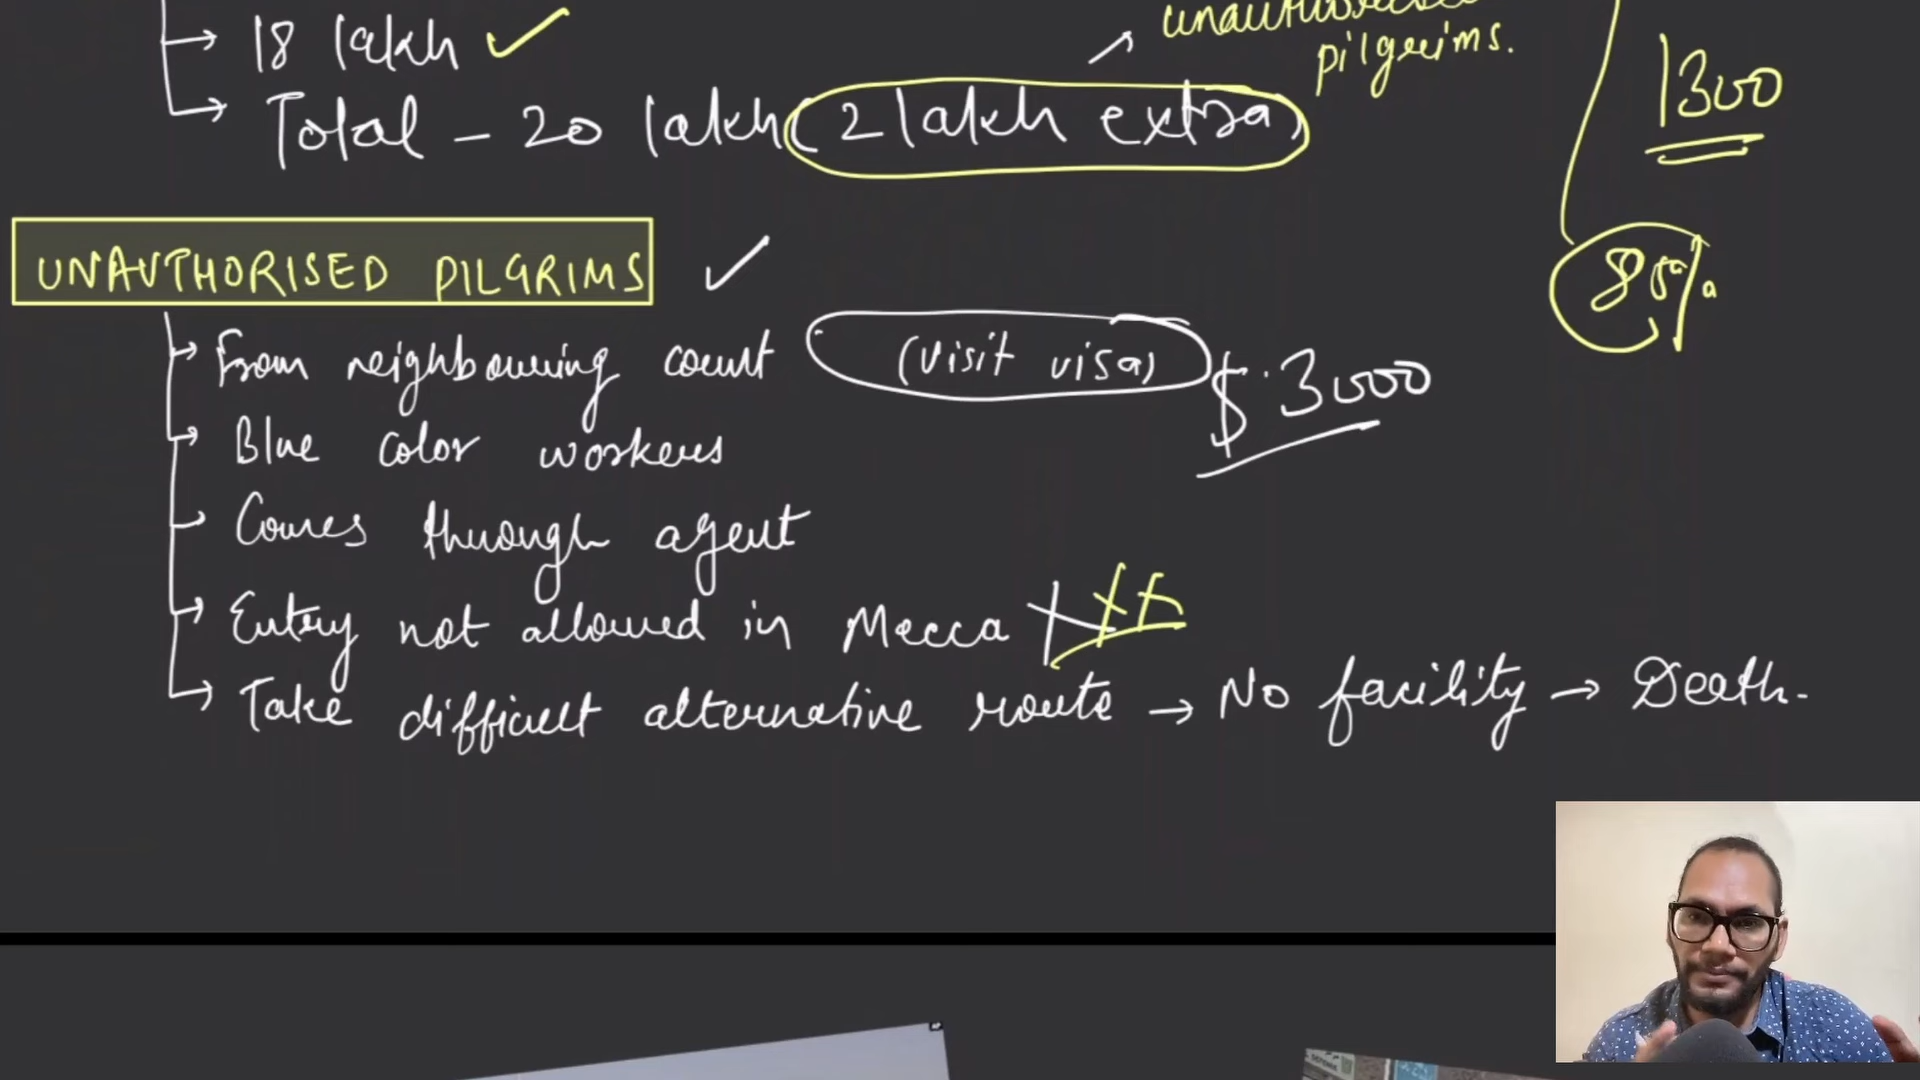 18 lakh
unauthorised
pilgrims.
Total - 20 lakh (2 lakh extra)
1300
85%
UNAUTHORISED PILGRIMS
From neighbouring count (visit visa)
$ 3000
Blue color workers
Comes through agent
Entry not allowed in Mecca
Take difficult alternative route → No facility → Death.